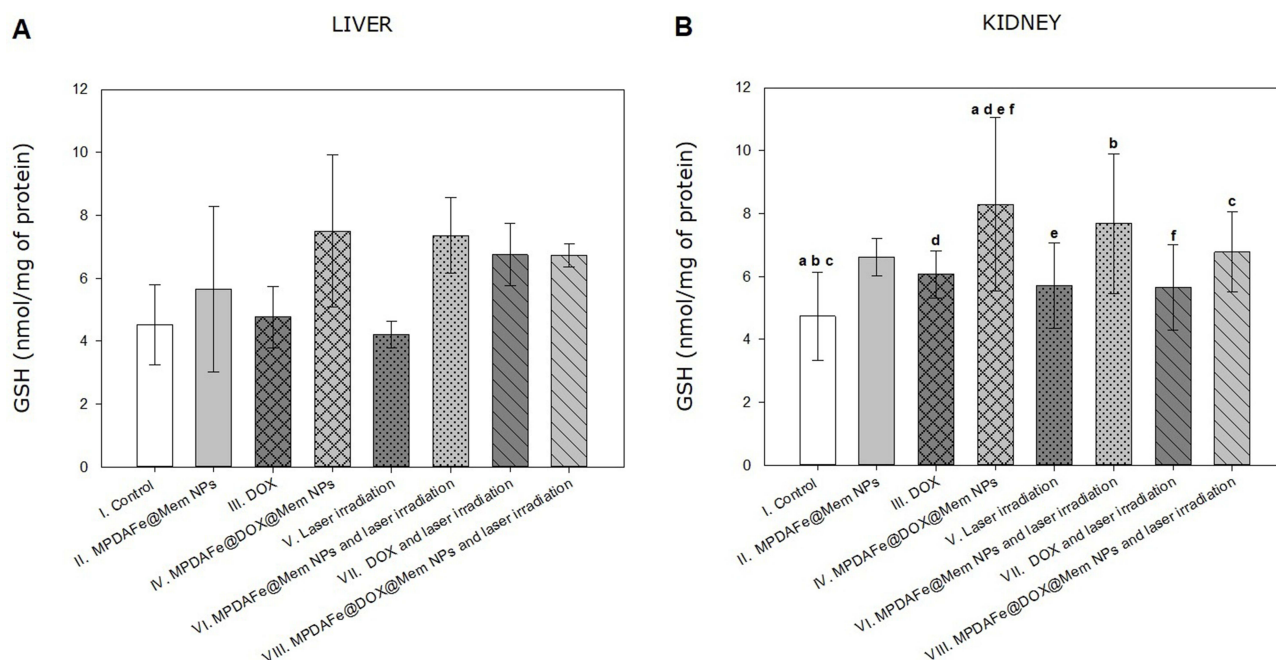 A
LIVER
GSH (nmol/mg of protein)
12
10
8
6
4
2
0
I. Control
II. MPDAFe@Mem NPs
III. DOX
IV. MPDAFe@DOX@Mem NPs
V. Laser irradiation
VI. MPDAFe@Mem NPs and laser irradiation
VII. DOX and laser irradiation
VIII. MPDAFe@DOX@Mem NPs and laser irradiation
B
KIDNEY
GSH (nmol/mg of protein)
12
10
8
6
4
2
0
a b c
d
a d e f
e
b
f
c
I. Control
II. MPDAFe@Mem NPs
III. DOX
IV. MPDAFe@DOX@Mem NPs
V. Laser irradiation
VI. MPDAFe@Mem NPs and laser irradiation
VII. DOX and laser irradiation
VIII. MPDAFe@DOX@Mem NPs and laser irradiation